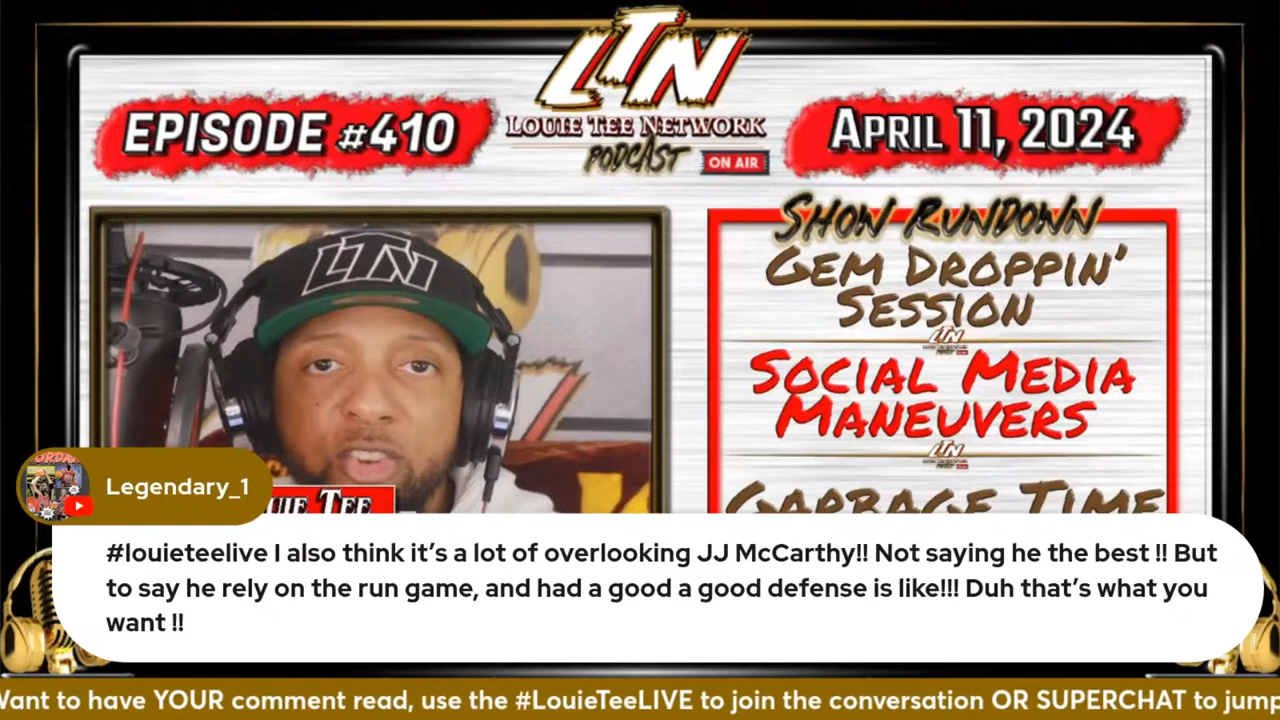 LTN
LOUIE TEE NETWORK
PODCAST
ON AIR
EPISODE #410
APRIL 11, 2024
LTN
SHOW RUNDOWN
GEM DROPPIN'
SESSION
SOCIAL MEDIA
MANEUVERS
GARBAGE TIME
Legendary_1
TEE
#louieteelive I also think it’s a lot of overlooking JJ McCarthy!! Not saying he the best !! But
to say he rely on the run game, and had a good a good defense is like!!! Duh that’s what you
want !!
Want to have YOUR comment read, use the #LouieTeeLIVE to join the conversation OR SUPERCHAT to jump